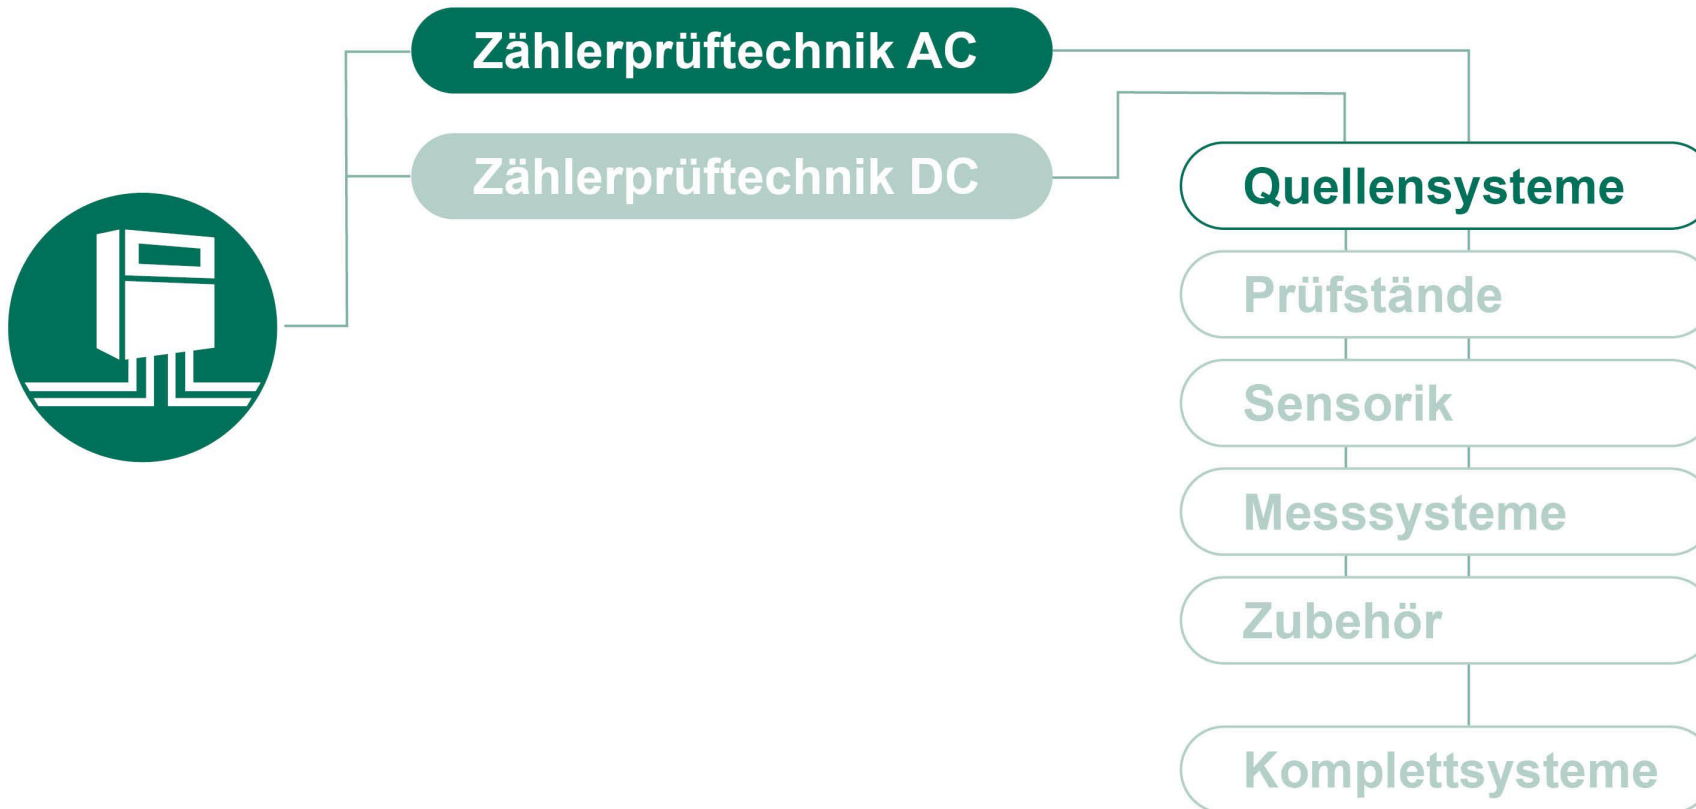 Zählerprüftechnik AC
Zählerprüftechnik DC
Quellensysteme
Prüfstände
Sensorik
Messsysteme
Zubehör
Komplettsysteme